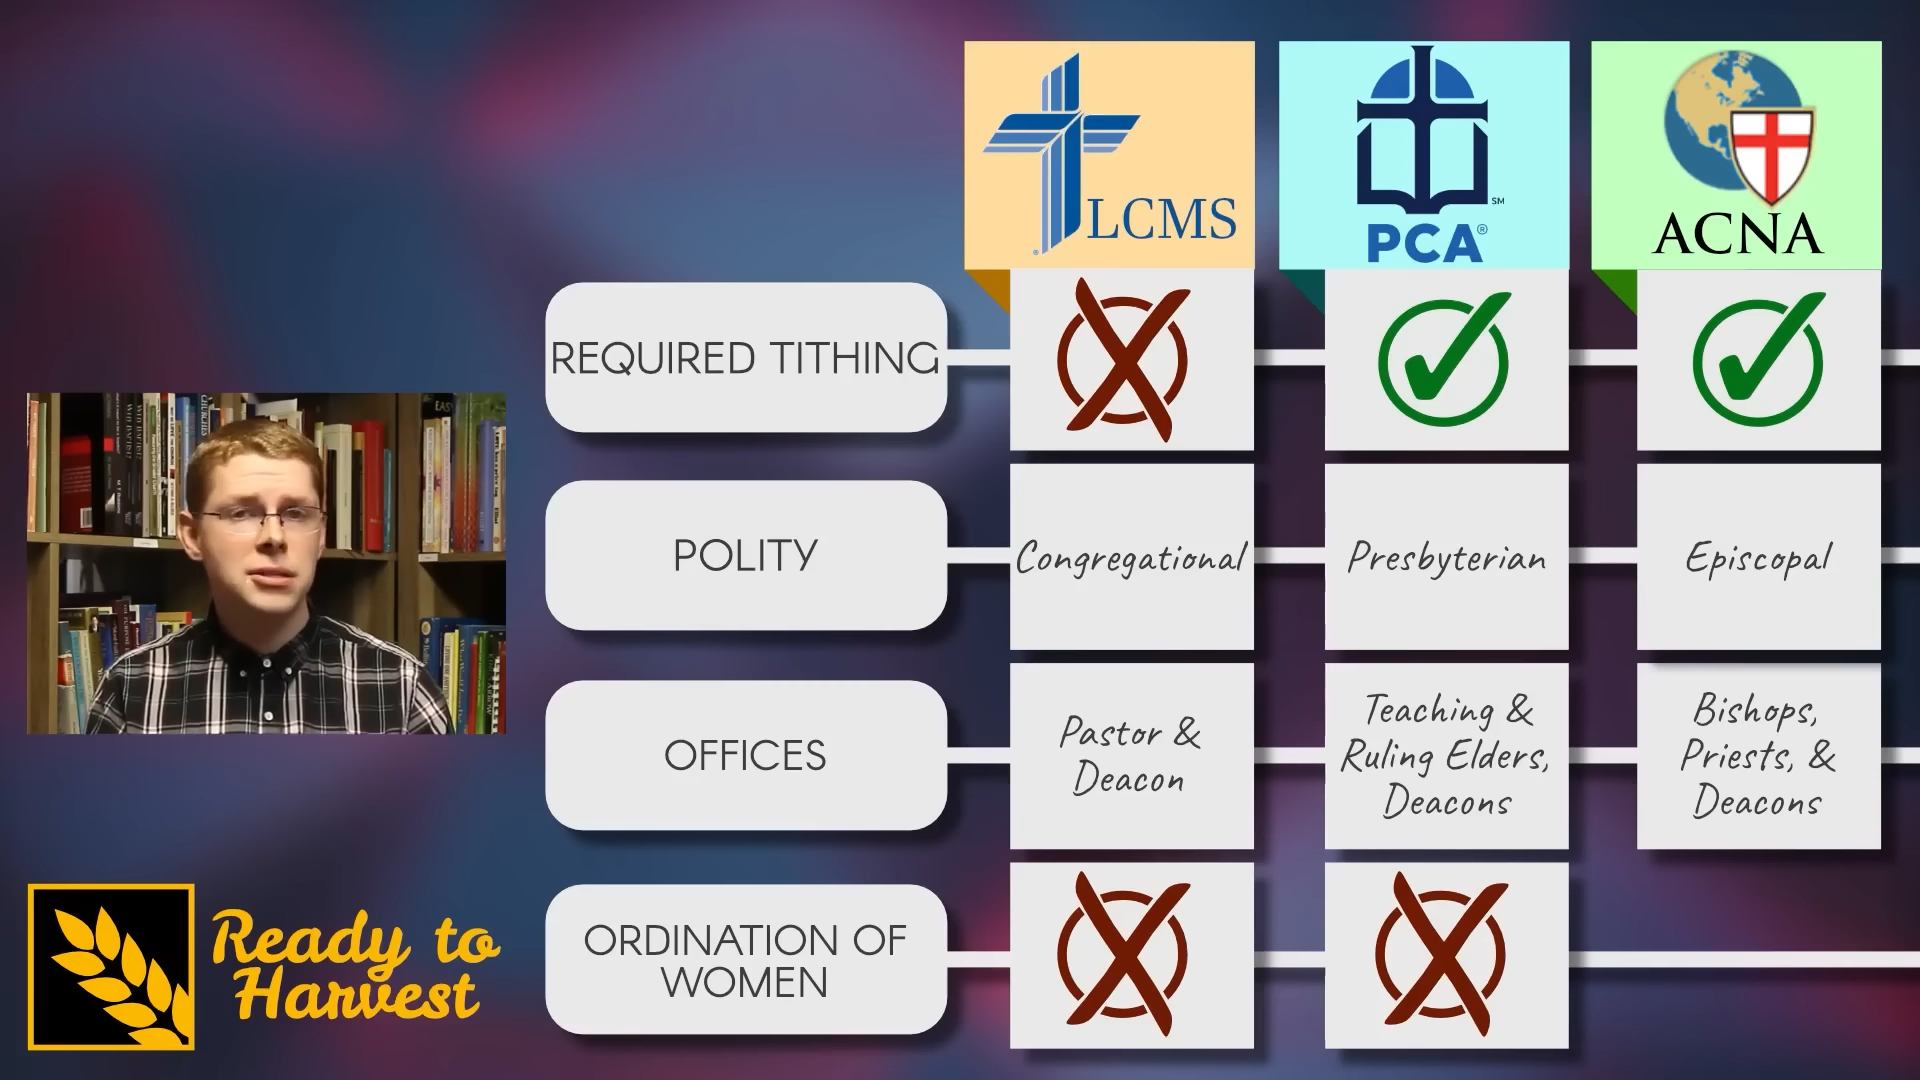 LCMS
PCA®
SM
ACNA
REQUIRED TITHING
POLITY
Congregational
Presbyterian
Episcopal
OFFICES
Pastor &
Deacon
Teaching &
Ruling Elders,
Deacons
Bishops,
Priests, &
Deacons
ORDINATION OF
WOMEN
Ready to
Harvest